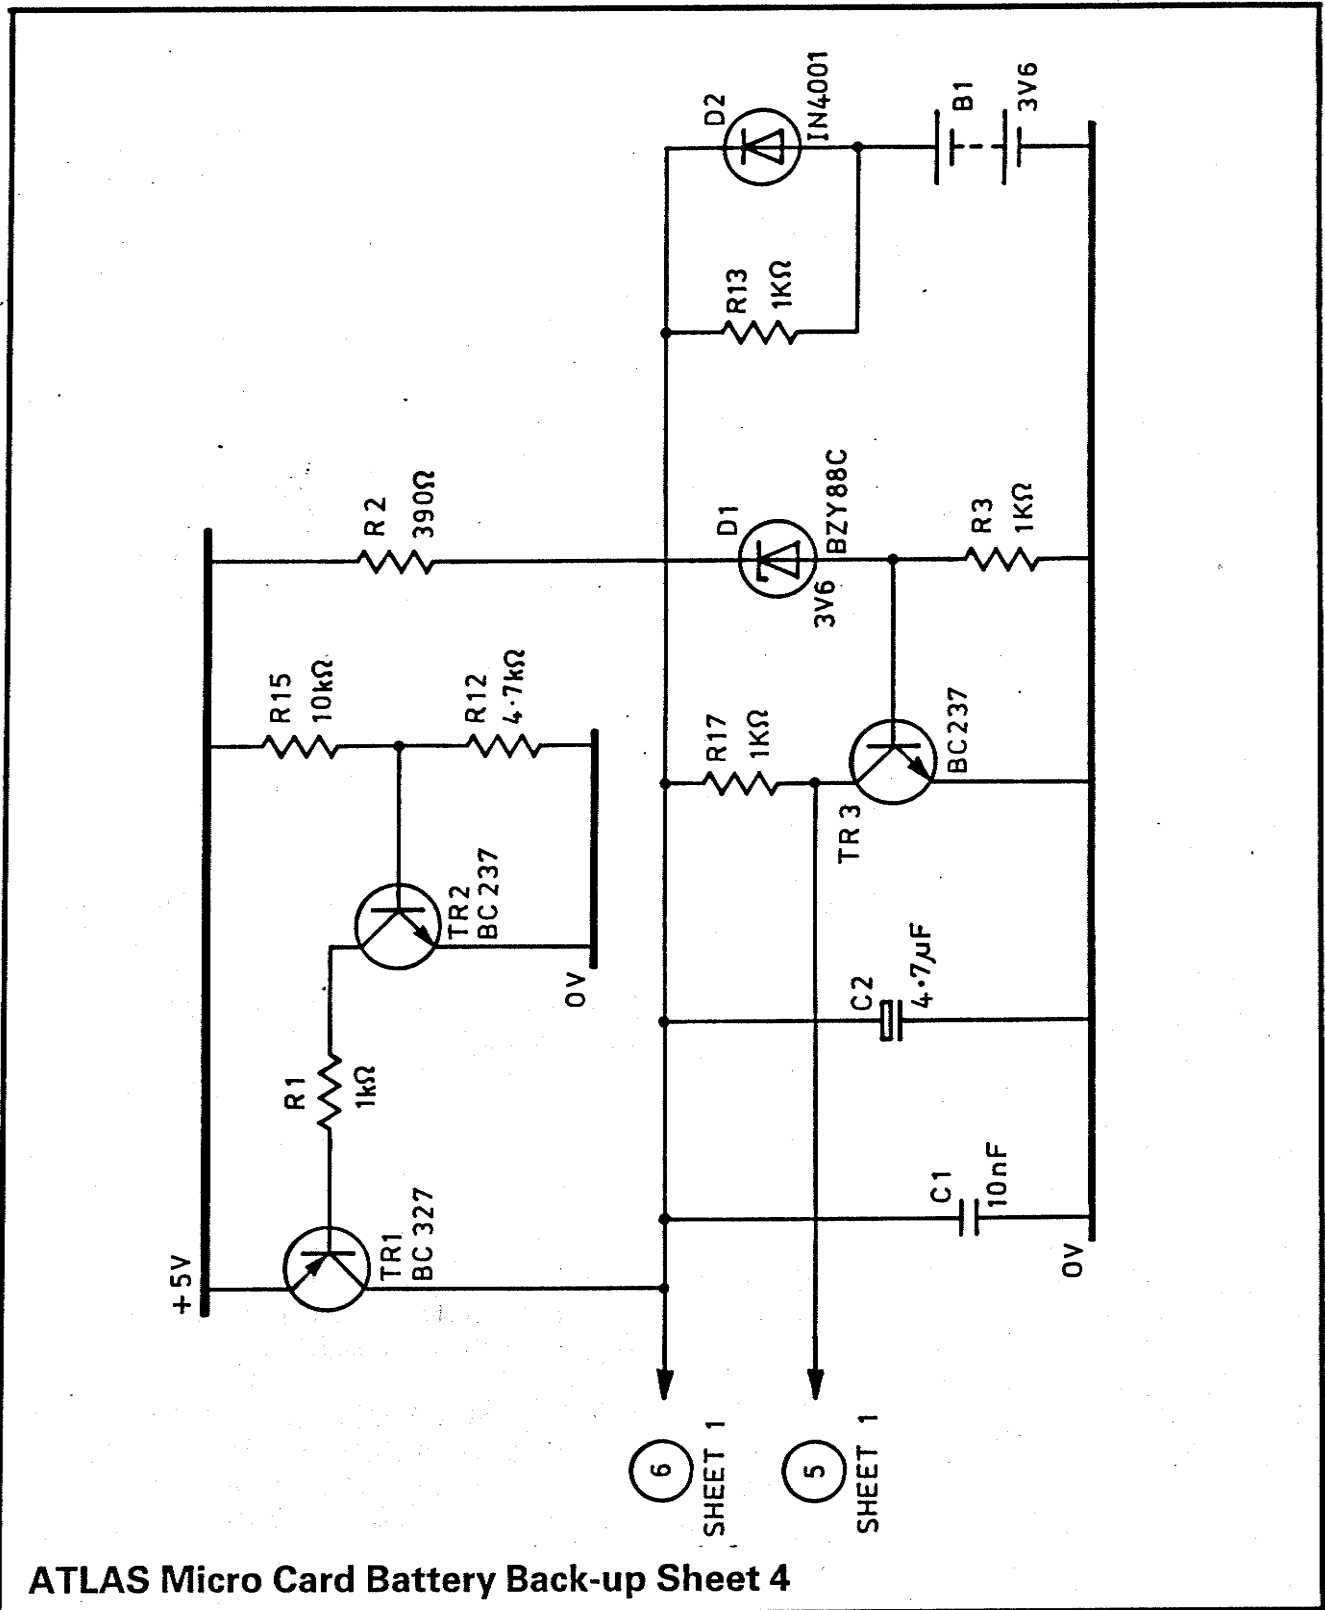 +5V
R15
10kΩ
R2
390Ω
R1
1kΩ
TR1
BC 327
TR2
BC 237
R12
4·7kΩ
0V
6
SHEET 1
5
SHEET 1
R17
1KΩ
TR3
BC237
D1
3V6
BZY88C
R3
1KΩ
R13
1KΩ
D2
IN4001
B1
3V6
C2
4·7µF
C1
10nF
0V
ATLAS Micro Card Battery Back-up Sheet 4